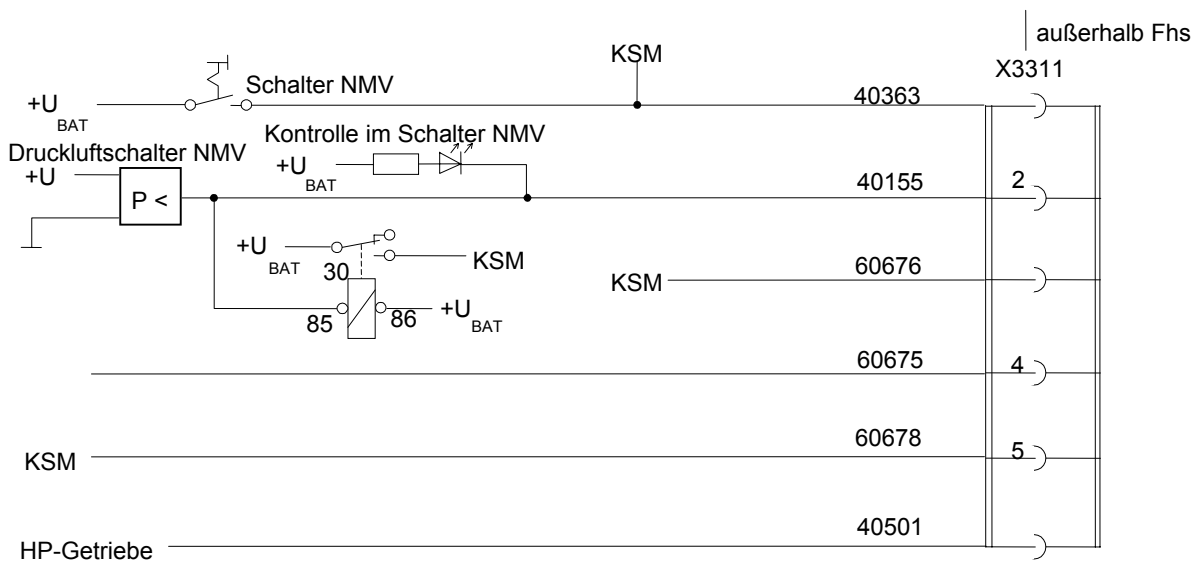 außerhalb Fhs
KSM
X3311
Schalter NMV
+U BAT
40363
Kontrolle im Schalter NMV
Druckluftschalter NMV
+U BAT
+U
P <
40155
2
+U BAT
KSM
30
KSM
60676
85
86
+U BAT
60675
4
60678
5
KSM
40501
HP-Getriebe